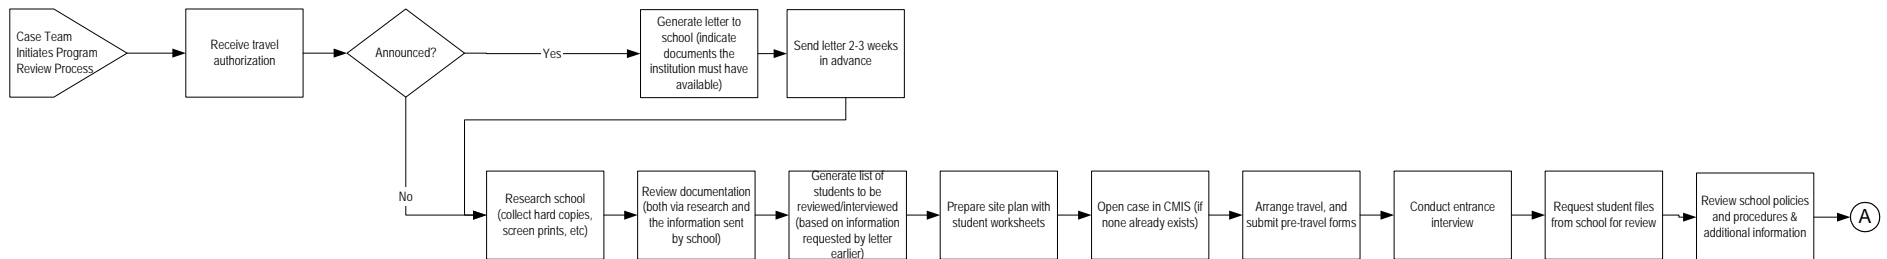 Case Team
Initiates Program
Review Process
Receive travel
authorization
Announced?
Yes
Generate letter to
school (indicate
documents the
institution must have
available)
Send letter 2-3 weeks
in advance
No
Research school
(collect hard copies,
screen prints, etc)
Review documentation
(both via research and
the information sent
by school)
Generate list of
students to be
reviewed/interviewed
(based on information
requested by letter
earlier)
Prepare site plan with
student worksheets
Open case in CMIS (if
none already exists)
Arrange travel, and
submit pre-travel forms
Conduct entrance
interview
Request student files
from school for review
Review school policies
and procedures &
additional information
A